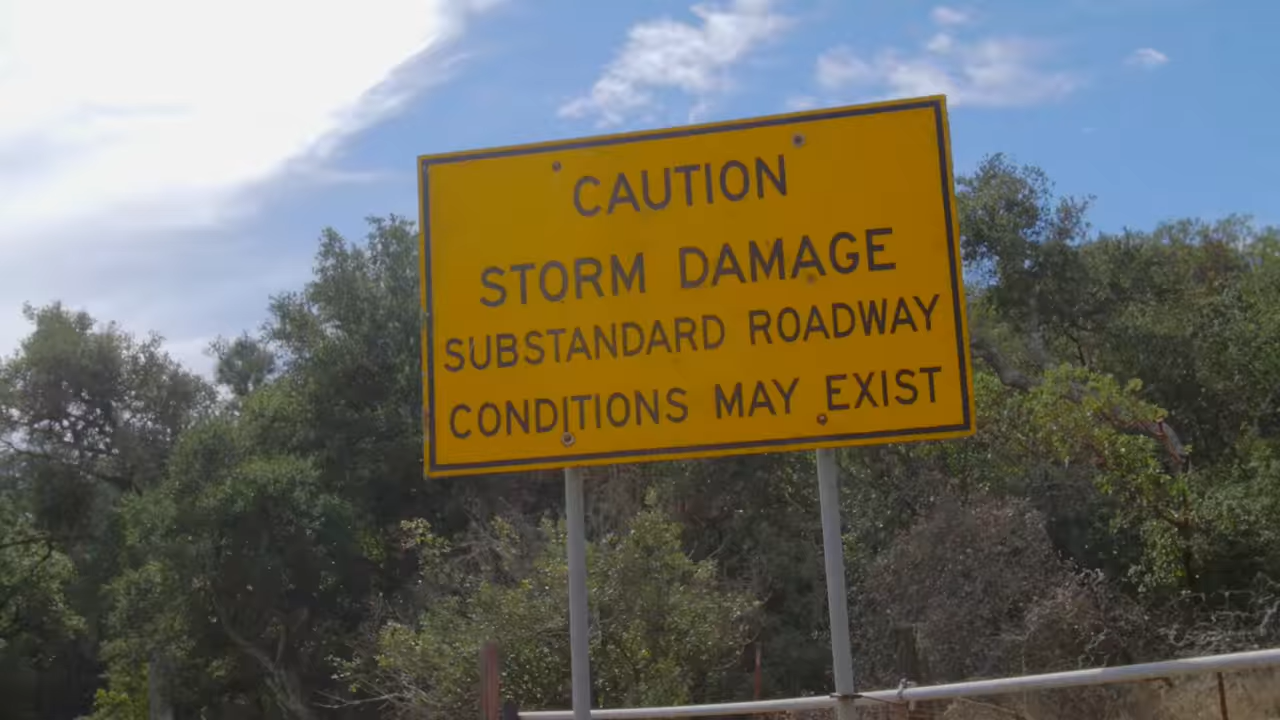 CAUTION
STORM DAMAGE
SUBSTANDARD ROADWAY
CONDITIONS MAY EXIST